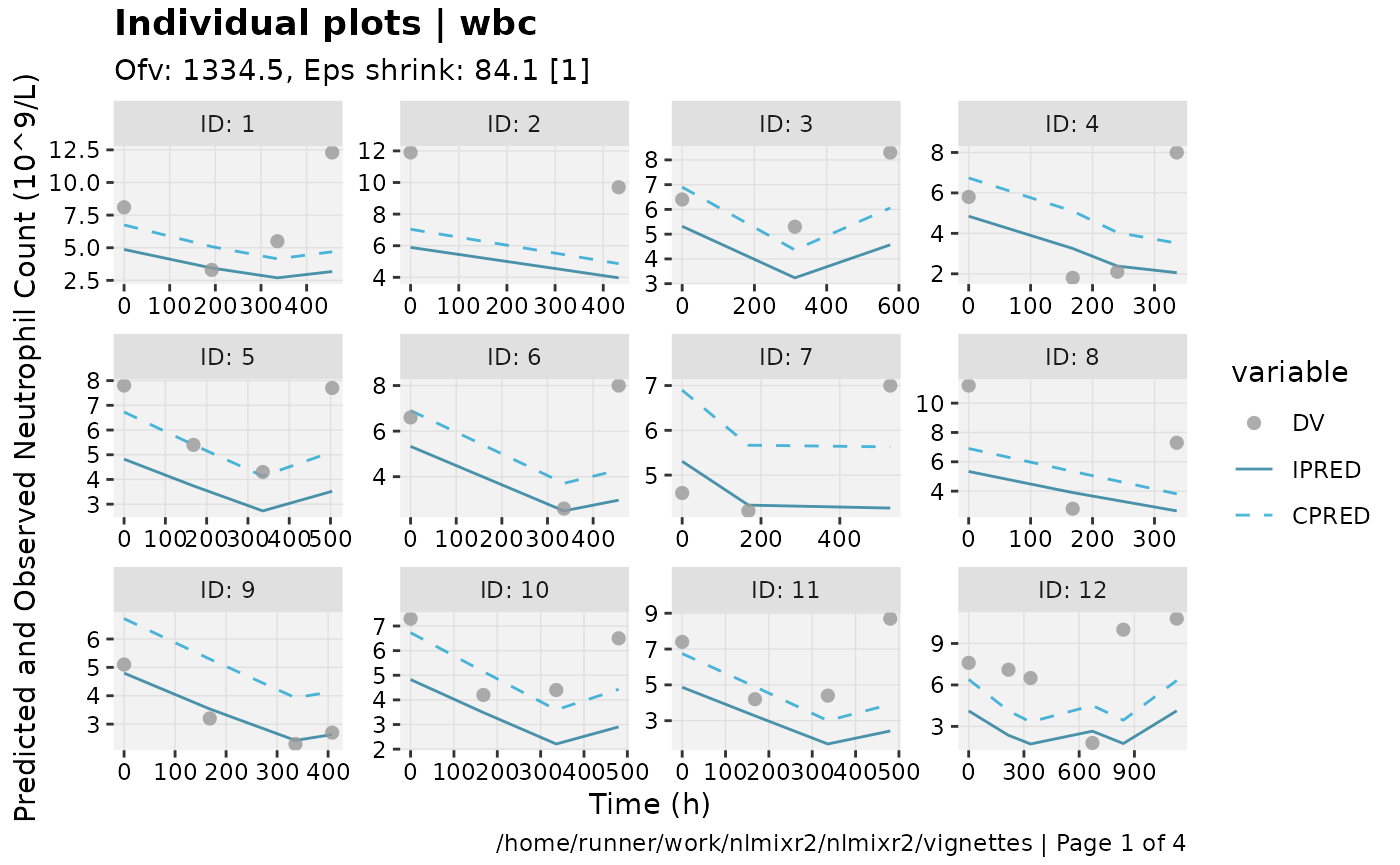 Individual plots | wbc
Ofv: 1334.5, Eps shrink: 84.1 [1]
Predicted and Observed Neutrophil Count (10^9/L)
ID: 1
ID: 2
ID: 3
ID: 4
12.5
10.0
7.5
5.0
2.5
12
10
8
6
4
8
7
6
5
4
3
8
6
4
2
0 100 200 300 400
0 100 200 300 400
0 200 400 600
0 100 200 300
ID: 5
ID: 6
ID: 7
ID: 8
8
7
6
5
4
3
8
6
4
7
6
5
10
8
6
4
0 100 200 300 400 500
0 100 200 300 400
0 200 400
0 100 200 300
ID: 9
ID: 10
ID: 11
ID: 12
6
5
4
3
7
6
5
4
3
2
9
7
5
3
9
6
3
0 100 200 300 400
0 100 200 300 400 500
0 100 200 300 400 500
0 300 600 900
Time (h)
variable
DV
IPRED
CPRED
/home/runner/work/nlmixr2/nlmixr2/vignettes | Page 1 of 4